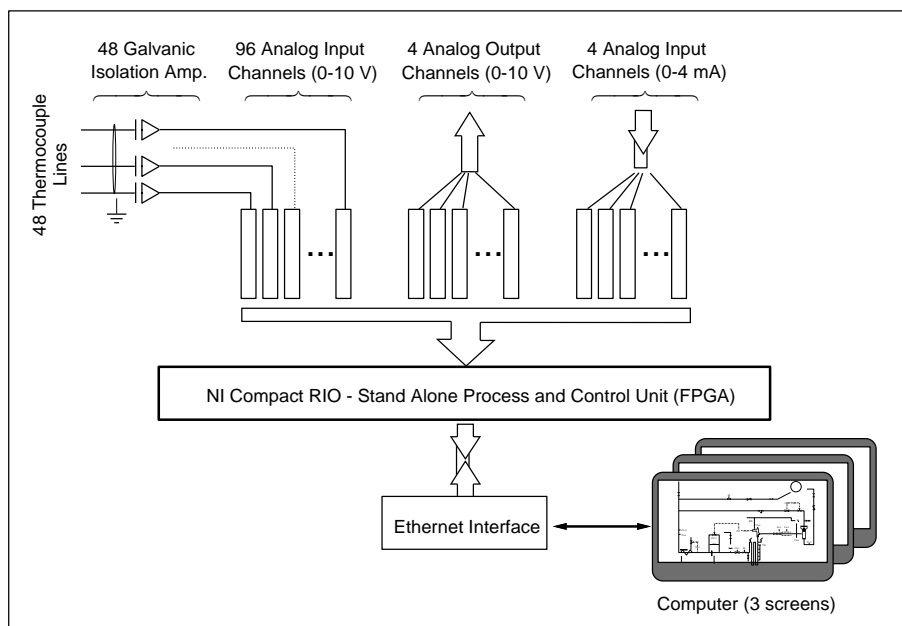 48 Galvanic
Isolation Amp.
96 Analog Input
Channels (0-10 V)
4 Analog Output
Channels (0-10 V)
4 Analog Input
Channels (0-4 mA)
48 Thermocouple
Lines
NI Compact RIO - Stand Alone Process and Control Unit (FPGA)
Ethernet Interface
Computer (3 screens)